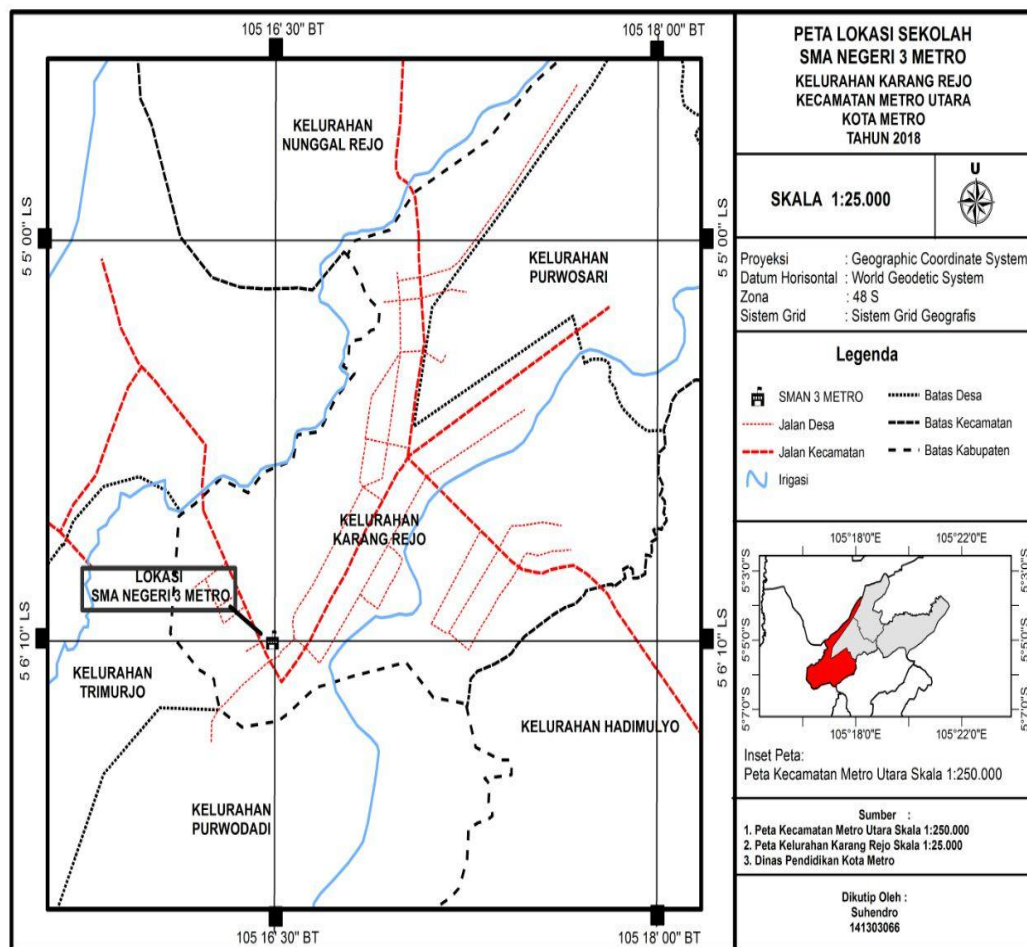 105 16' 30" BT
105 18' 00" BT
5 5' 00" LS
5 5' 00" LS
KELURAHAN
NUNGGAL REJO
KELURAHAN
PURWOSARI
KELURAHAN
KARANG REJO
LOKASI
SMA NEGERI 3 METRO
5 6' 10" LS
5 6' 10" LS
KELURAHAN
TRIMURJO
KELURAHAN HADIMULYO
KELURAHAN
PURWODADI
105 16' 30" BT
105 18' 00" BT
PETA LOKASI SEKOLAH
SMA NEGERI 3 METRO
KELURAHAN KARANG REJO
KECAMATAN METRO UTARA
KOTA METRO
TAHUN 2018
SKALA 1:25.000
U
Proyeksi : Geographic Coordinate System
Datum Horisontal : World Geodetic System
Zona : 48 S
Sistem Grid : Sistem Grid Geografis
Legenda
SMAN 3 METRO
Jalan Desa
Jalan Kecamatan
Irigasi
Batas Desa
Batas Kecamatan
Batas Kabupaten
105°18'0"E 105°22'0"E
5°3'0"S 5°3'0"S
5°5'0"S 5°5'0"S
5°7'0"S 5°7'0"S
105°18'0"E 105°22'0"E
Inset Peta:
Peta Kecamatan Metro Utara Skala 1:250.000
Sumber :
1. Peta Kecamatan Metro Utara Skala 1:250.000
2. Peta Kelurahan Karang Rejo Skala 1:25.000
3. Dinas Pendidikan Kota Metro
Dikutip Oleh :
Suhendro
141303066